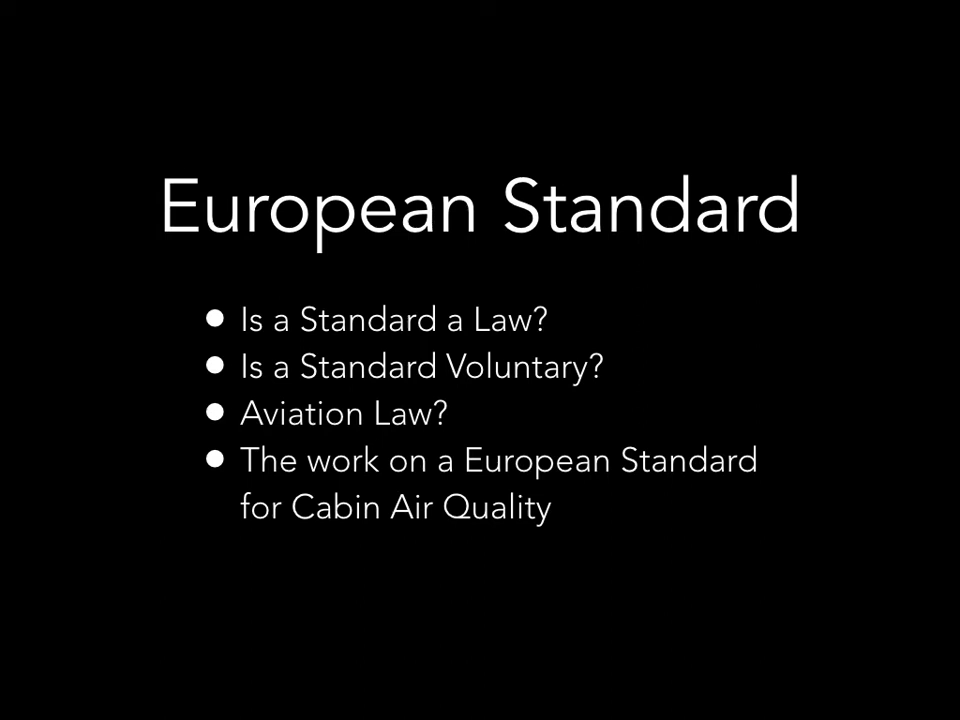 European Standard
• Is a Standard a Law?
• Is a Standard Voluntary?
• Aviation Law?
• The work on a European Standard
for Cabin Air Quality